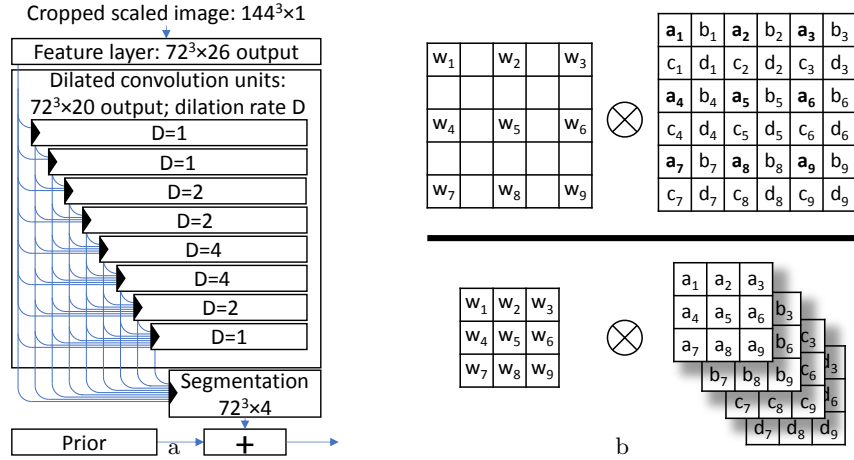 Cropped scaled image: 144³×1
Feature layer: 72³×26 output
Dilated convolution units:
72³×20 output; dilation rate D
D=1
D=1
D=2
D=2
D=4
D=4
D=2
D=1
Segmentation
72³×4
Prior
+
a
w₁ w₂ w₃
w₄ w₅ w₆
w₇ w₈ w₉
a₁ b₁ a₂ b₂ a₃ b₃
c₁ d₁ c₂ d₂ c₃ d₃
a₄ b₄ a₅ b₅ a₆ b₆
c₄ d₄ c₅ d₅ c₆ d₆
a₇ b₇ a₈ b₈ a₉ b₉
c₇ d₇ c₈ d₈ c₉ d₉
w₁ w₂ w₃
w₄ w₅ w₆
w₇ w₈ w₉
a₁ a₂ a₃
a₄ a₅ a₆
a₇ a₈ a₉
b₃
b₆
b₇ b₈ b₉
c₃
c₆
c₇ c₈ c₉
d₃
d₆
d₇ d₈ d₉
b